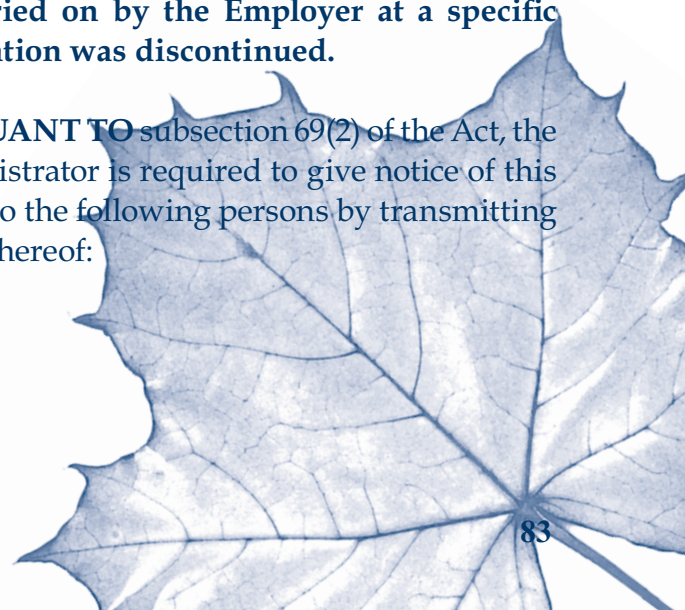 ried on by the Employer at a specific
ation was discontinued.
UANT TO subsection 69(2) of the Act, the
istrator is required to give notice of this
o the following persons by transmitting
hereof:
83